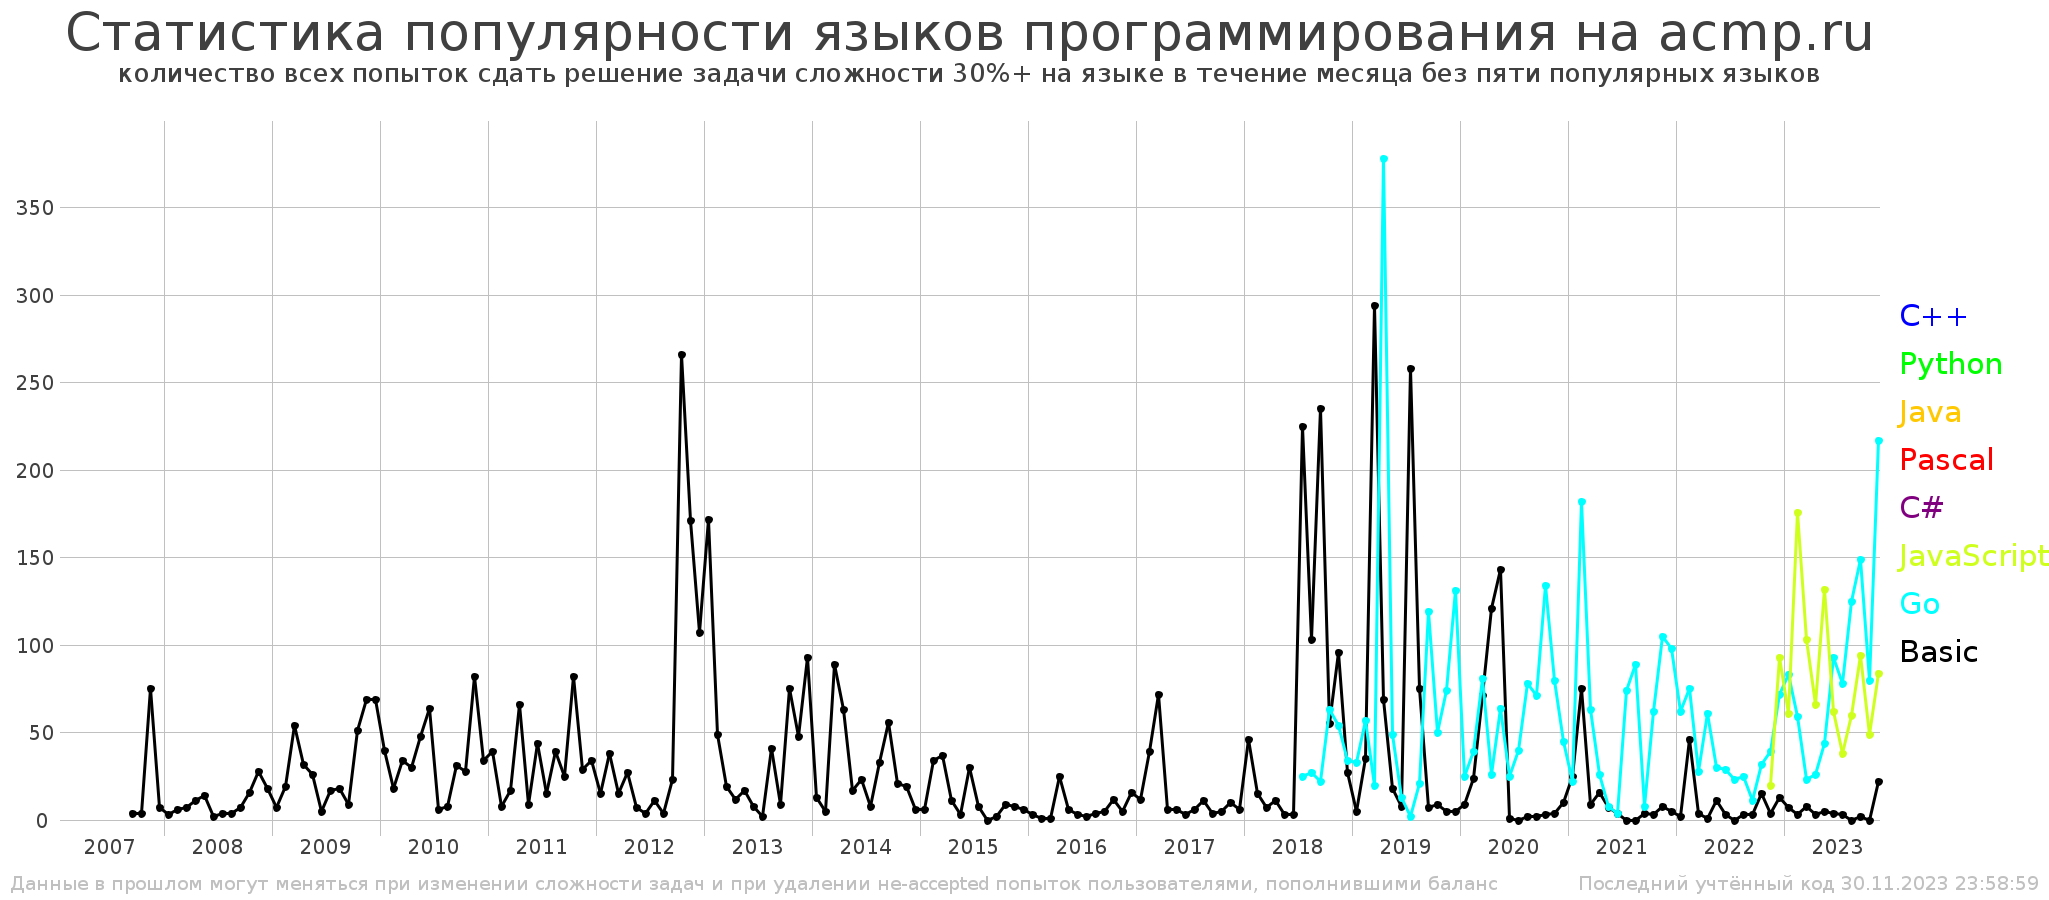 Статистика популярности языков программирования на acmp.ru
количество всех попыток сдать решение задачи сложности 30%+ на языке в течение месяца без пяти популярных языков
350
300
250
200
150
100
50
0
C++
Python
Java
Pascal
C#
JavaScript
Go
Basic
2007 2008 2009 2010 2011 2012 2013 2014 2015 2016 2017 2018 2019 2020 2021 2022 2023
Данные в прошлом могут меняться при изменении сложности задач и при удалении не-accepted попыток пользователями, пополнившими баланс
Последний учтённый код 30.11.2023 23:58:59